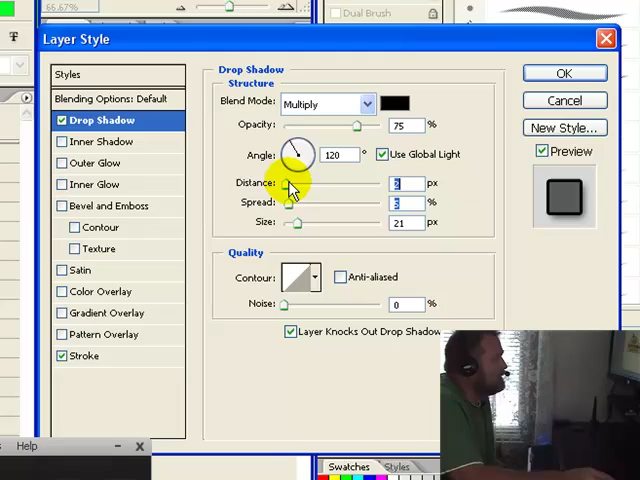 66.67%
Dual Brush
T
Layer Style
Styles
Blending Options: Default
Drop Shadow
Inner Shadow
Outer Glow
Inner Glow
Bevel and Emboss
Contour
Texture
Satin
Color Overlay
Gradient Overlay
Pattern Overlay
Stroke
Drop Shadow
Structure
Blend Mode: Multiply
Opacity: 75 %
Angle: 120 ° Use Global Light
Distance: 2 px
Spread: 5 %
Size: 21 px
Quality
Contour: Anti-aliased
Noise: 0 %
Layer Knocks Out Drop Shadow
OK
Cancel
New Style...
Preview
Help
Swatches Styles